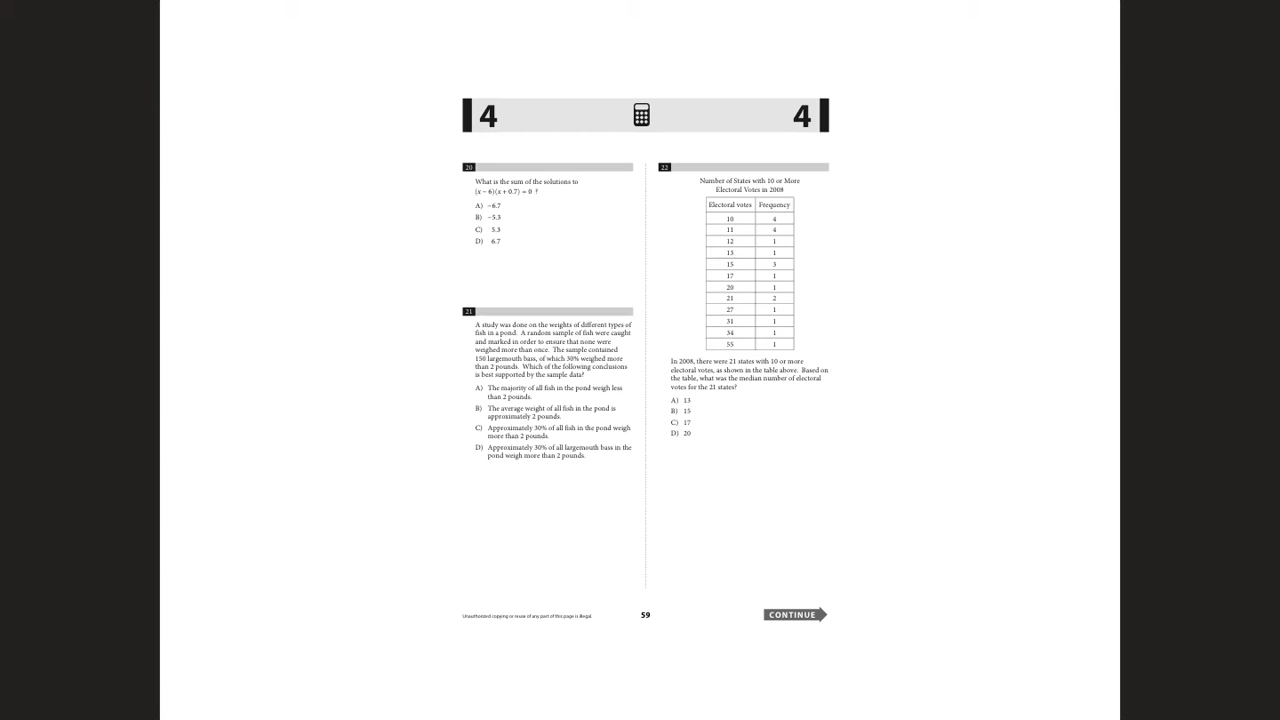 4 4
20
What is the sum of the solutions to
(x − 6)(x + 0.7) = 0 ?
A) −6.7
B) −5.3
C) 5.3
D) 6.7
21
A study was done on the weights of different types of
fish in a pond. A random sample of fish were caught
and marked in order to ensure that none were
weighed more than once. The sample contained
150 largemouth bass, of which 30% weighed more
than 2 pounds. Which of the following conclusions
is best supported by the sample data?
A) The majority of all fish in the pond weigh less
than 2 pounds.
B) The average weight of all fish in the pond is
approximately 2 pounds.
C) Approximately 30% of all fish in the pond weigh
more than 2 pounds.
D) Approximately 30% of all largemouth bass in the
pond weigh more than 2 pounds.
22
Number of States with 10 or More
Electoral Votes in 2008
Electoral votes Frequency
10 4
11 4
12 1
13 1
15 3
17 1
20 1
21 2
27 1
31 1
34 1
55 1
In 2008, there were 21 states with 10 or more
electoral votes, as shown in the table above. Based on
the table, what was the median number of electoral
votes for the 21 states?
A) 13
B) 15
C) 17
D) 20
Unauthorized copying or reuse of any part of this page is illegal.
59
CONTINUE